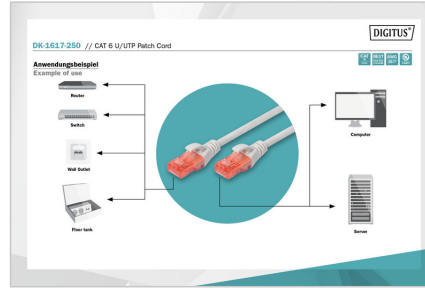 DIGITUS®
DK-1617-250 // CAT 6 U/UTP Patch Cord
Anwendungsbeispiel
Example of use
Router
Switch
Wall Outlet
Floor tank
Computer
Server